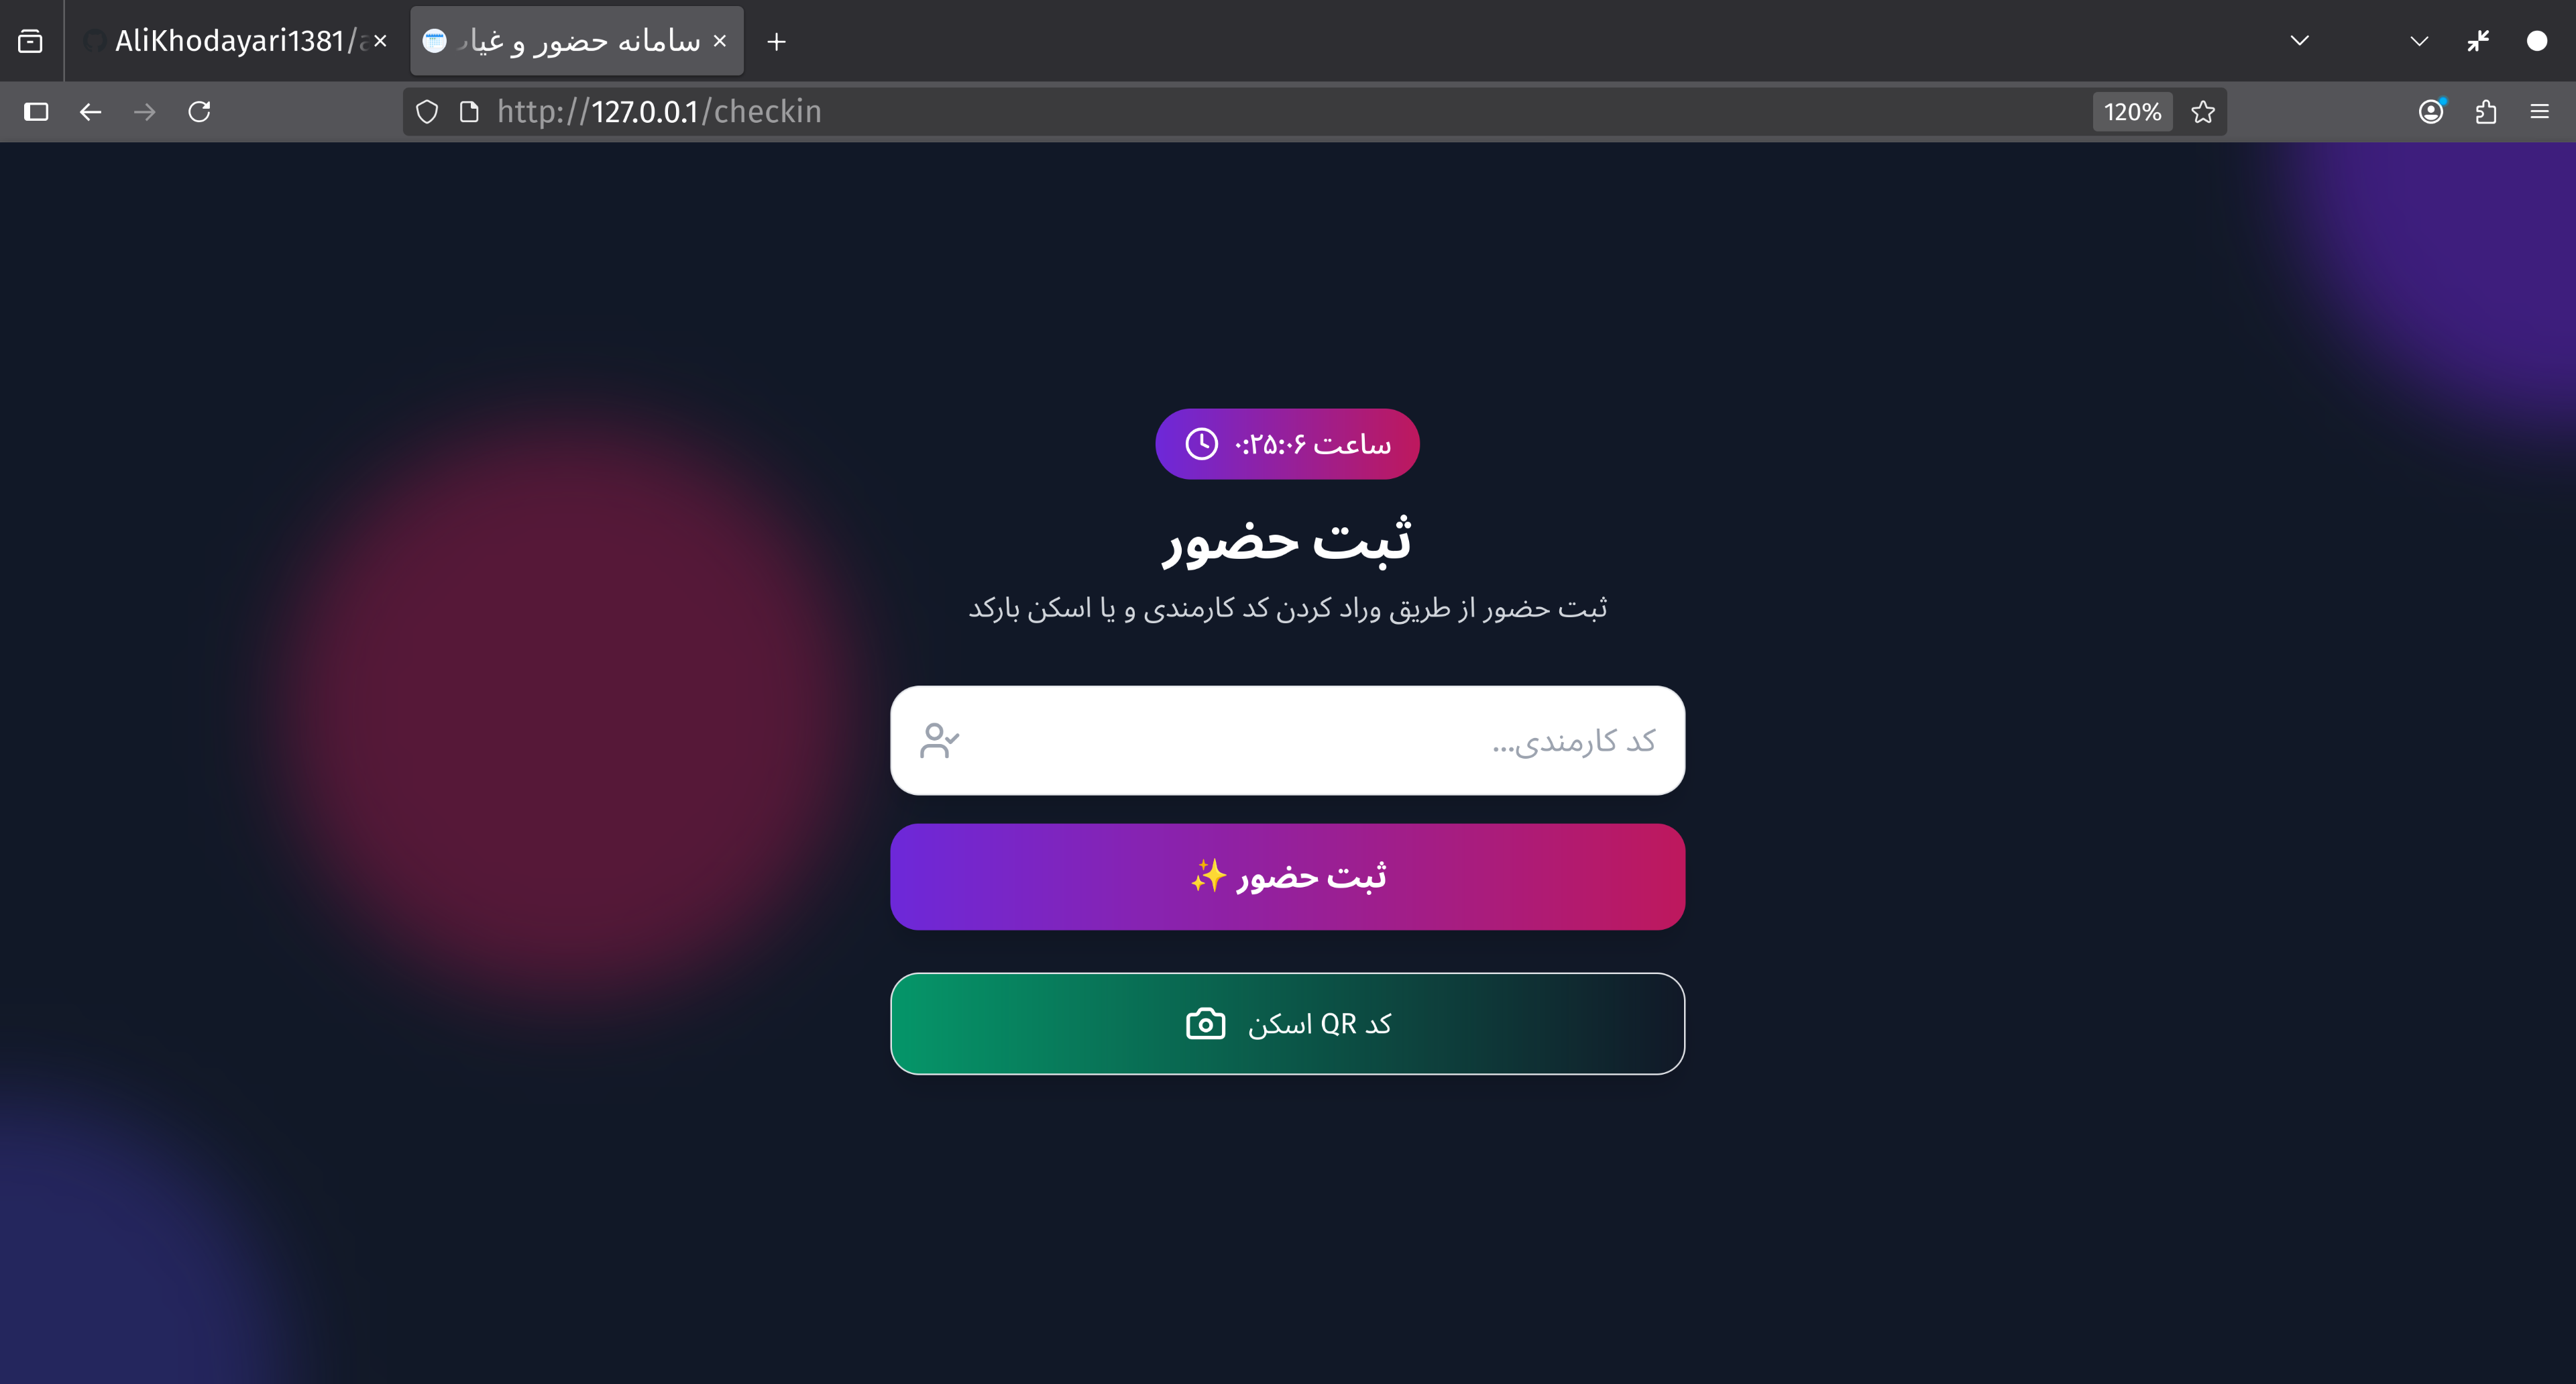 AliKhodayari1381/
سامانه حضور و غیا
http://127.0.0.1/checkin
120%
ساعت ۰:۲۵:۰۶
ثبت حضور
ثبت حضور از طریق وراد کردن کد کارمندی و یا اسکن بارکد
کد کارمندی...
ثبت حضور ✨
کد QR اسکن